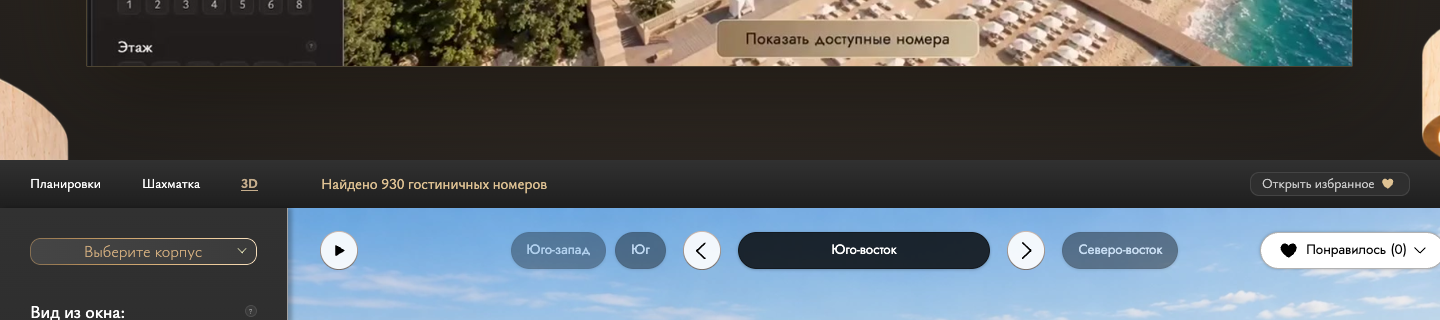 1 2 3 4 5 6 8
Этаж ?
Показать доступные номера
Планировки Шахматка 3D Найдено 930 гостиничных номеров Открыть избранное
Выберите корпус Юго-запад Юг Юго-восток Северо-восток Понравилось (0)
Вид из окна: ?